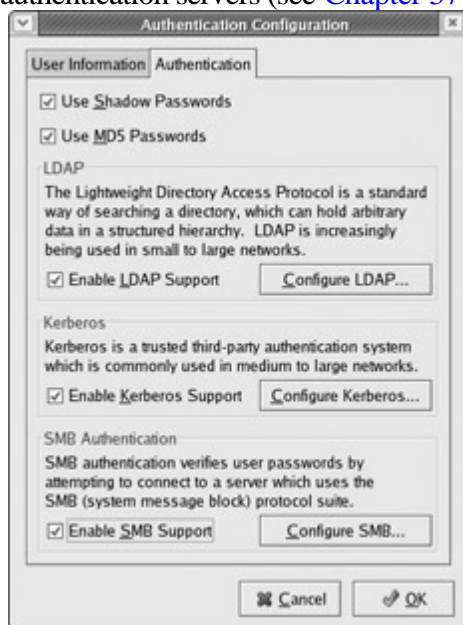 authentication servers (see Chapter 37
Authentication Configuration
User Information Authentication
Use Shadow Passwords
Use MD5 Passwords
LDAP
The Lightweight Directory Access Protocol is a standard
way of searching a directory, which can hold arbitrary
data in a structured hierarchy. LDAP is increasingly
being used in small to large networks.
Enable LDAP Support Configure LDAP...
Kerberos
Kerberos is a trusted third-party authentication system
which is commonly used in medium to large networks.
Enable Kerberos Support Configure Kerberos...
SMB Authentication
SMB authentication verifies user passwords by
attempting to connect to a server which uses the
SMB (system message block) protocol suite.
Enable SMB Support Configure SMB...
Cancel OK